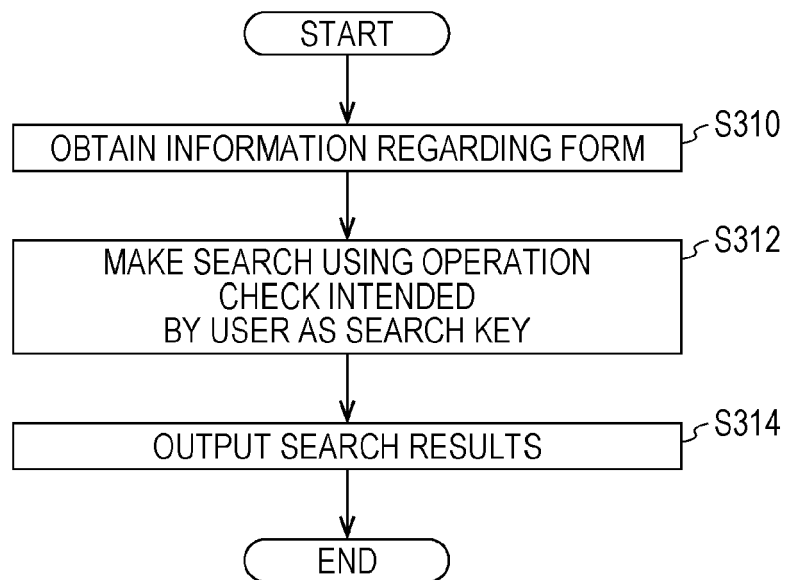 START
S310
OBTAIN INFORMATION REGARDING FORM
S312
MAKE SEARCH USING OPERATION
CHECK INTENDED
BY USER AS SEARCH KEY
S314
OUTPUT SEARCH RESULTS
END